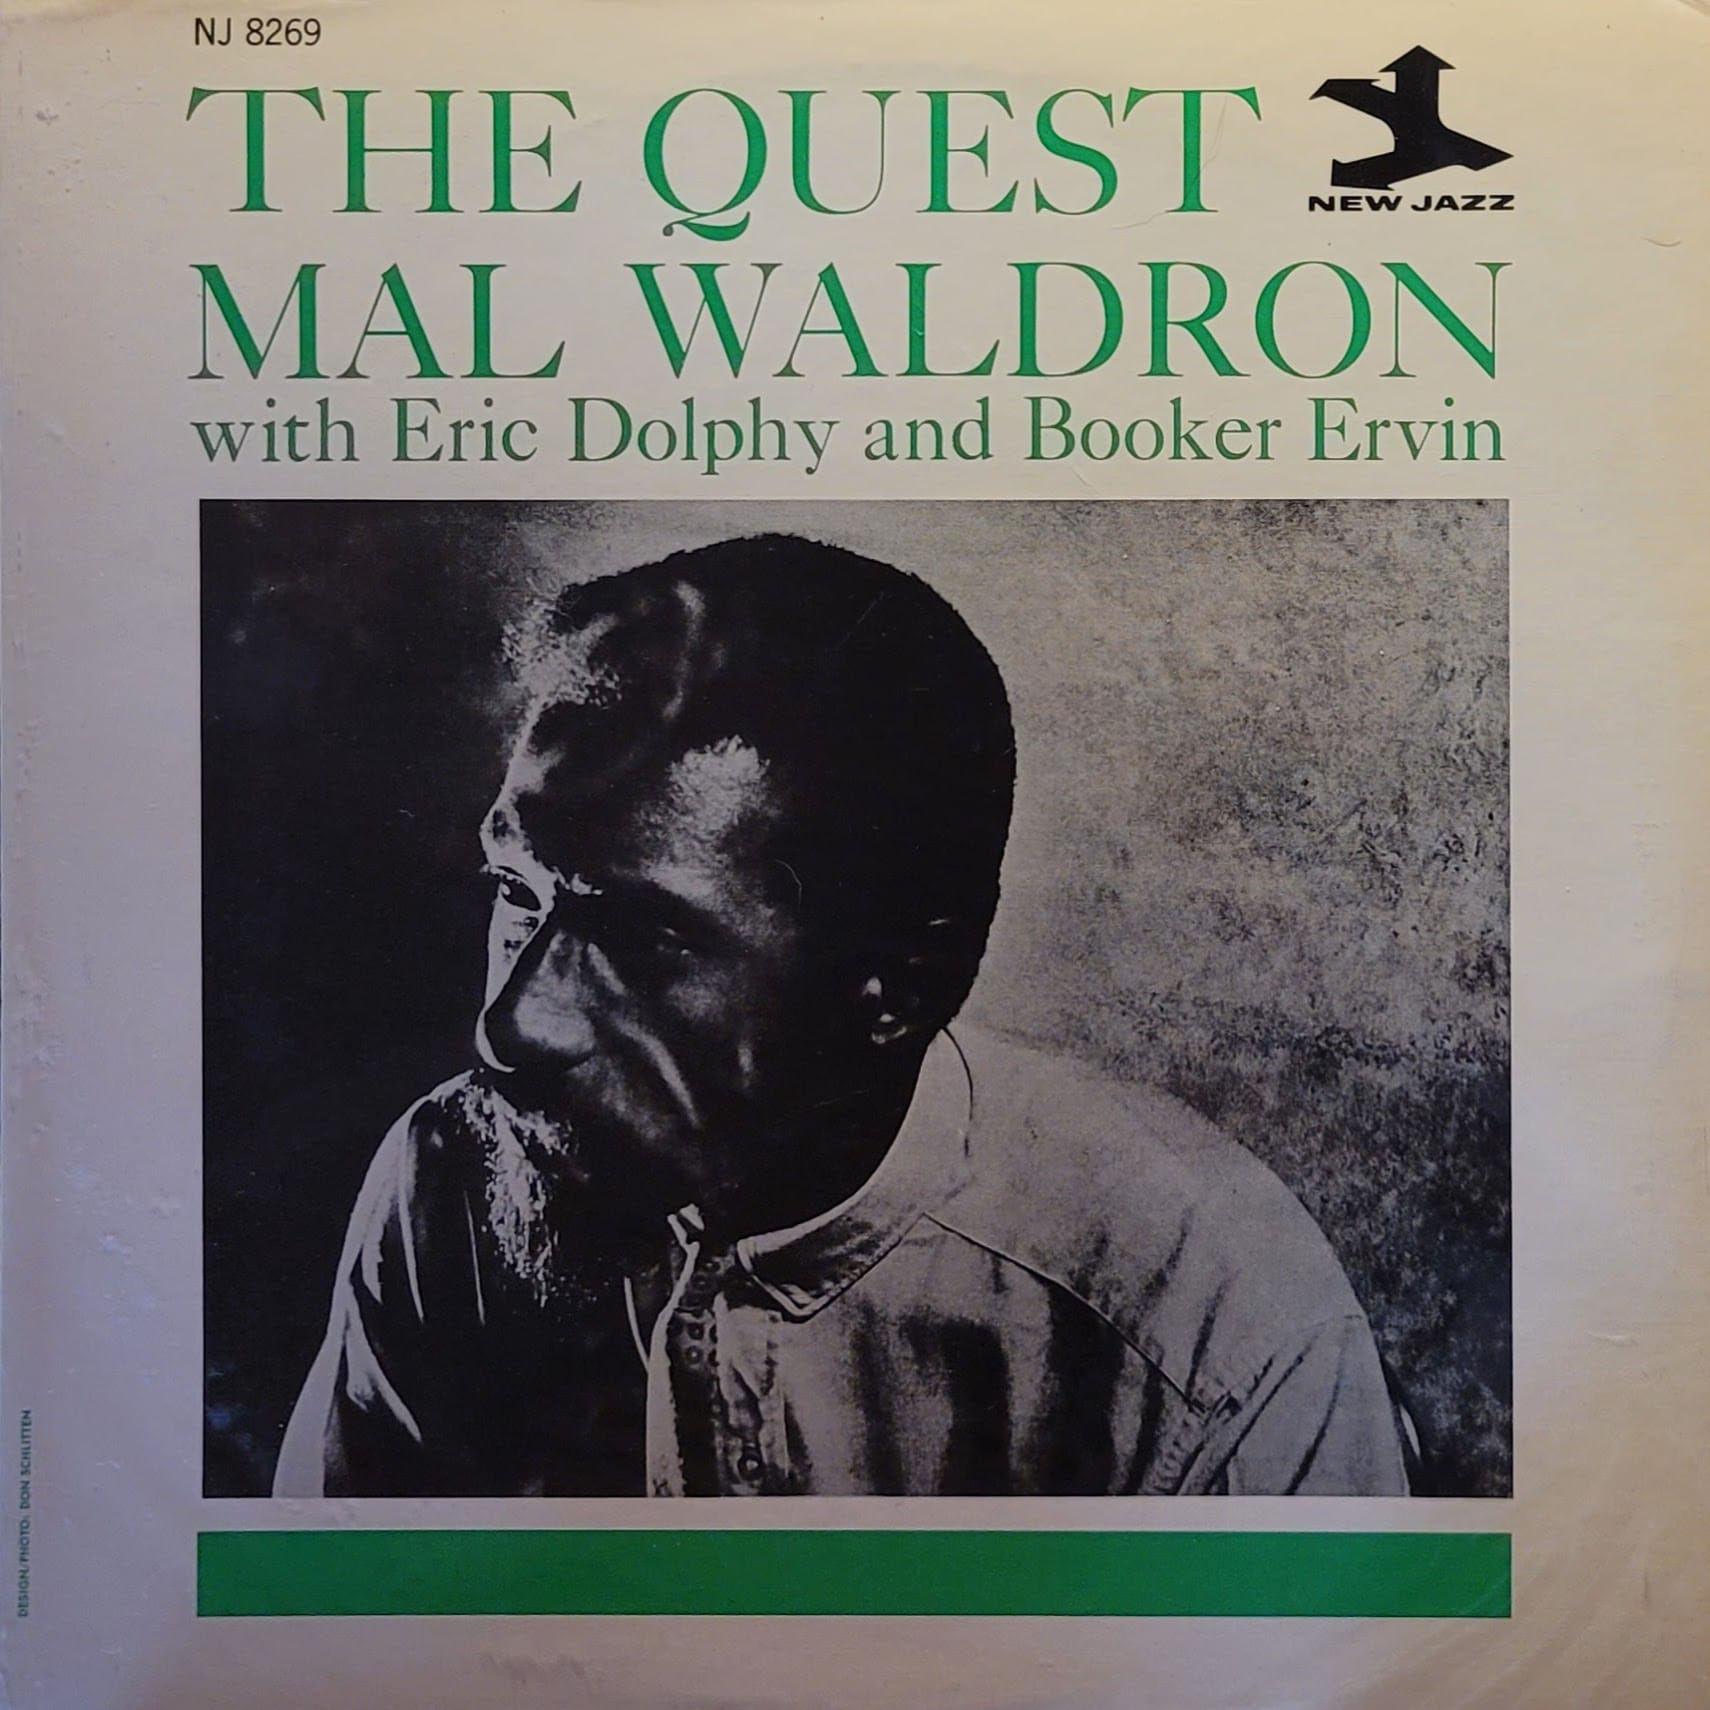 NJ 8269
THE QUEST
NEW JAZZ
MAL WALDRON
with Eric Dolphy and Booker Ervin
DESIGN/PHOTO: DON SCHLITTEN